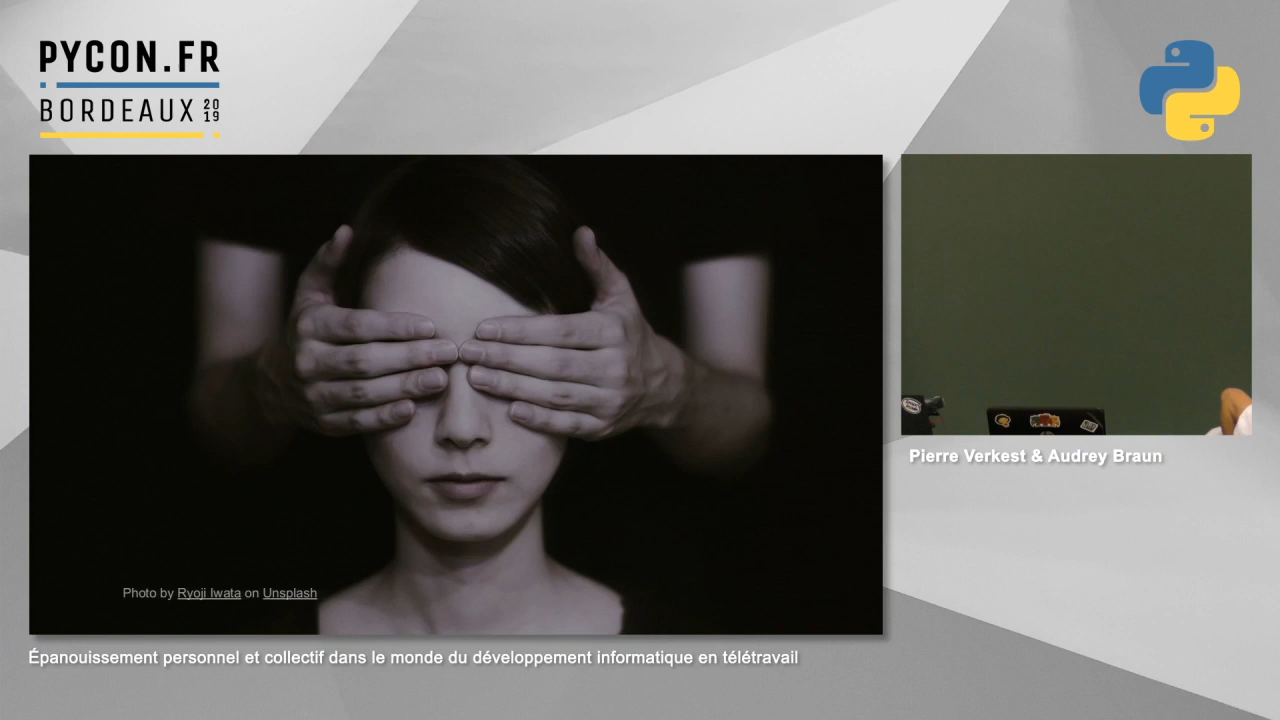 PYCON.FR
BORDEAUX 2019
Photo by Ryoji Iwata on Unsplash
Pierre Verkest & Audrey Braun
Épanouissement personnel et collectif dans le monde du développement informatique en télétravail